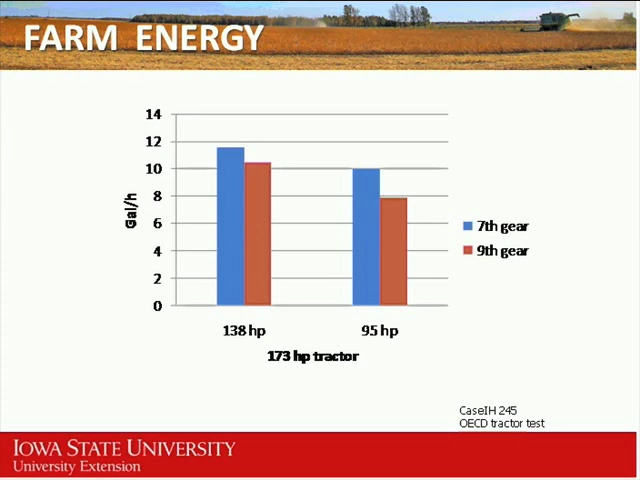 FARM ENERGY
14
12
10
8
6
4
2
0
Gal/h
138 hp
95 hp
173 hp tractor
7th gear
9th gear
CaseIH 245
OECD tractor test
IOWA STATE UNIVERSITY
University Extension